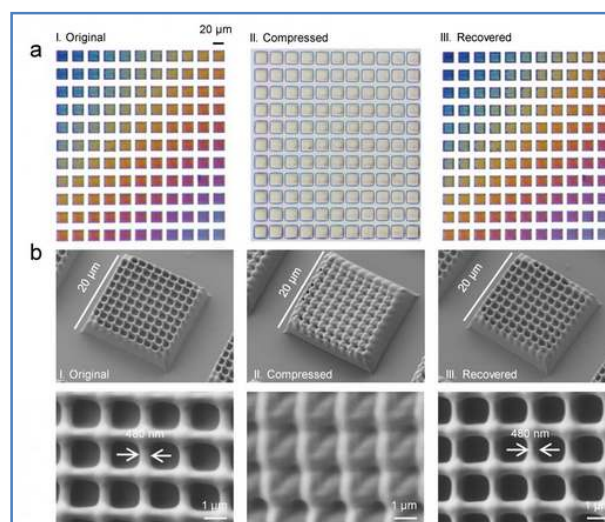 20 μm
a
I. Original
II. Compressed
III. Recovered
b
20 μm
I. Original
20 μm
II. Compressed
20 μm
III. Recovered
480 nm
1 μm
1 μm
480 nm
1 μm